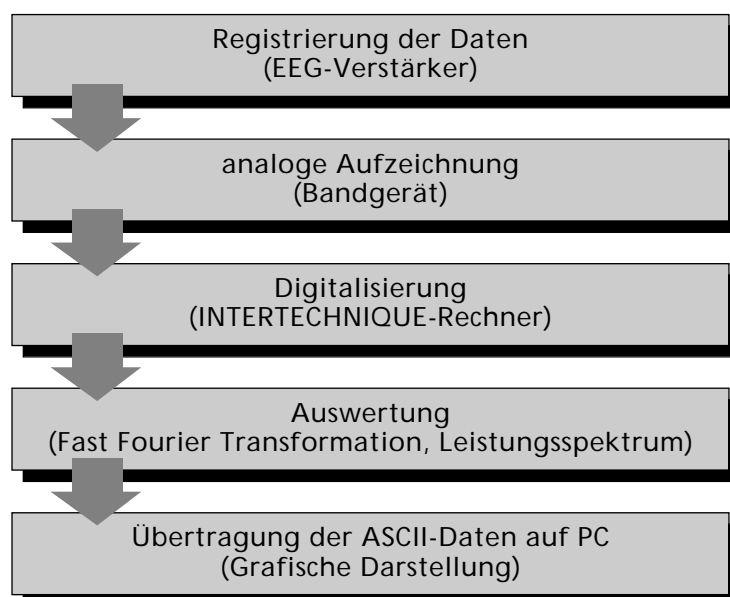 Registrierung der Daten
(EEG-Verstärker)
analoge Aufzeichnung
(Bandgerät)
Digitalisierung
(INTERTECHNIQUE-Rechner)
Auswertung
(Fast Fourier Transformation, Leistungsspektrum)
Übertragung der ASCII-Daten auf PC
(Grafische Darstellung)